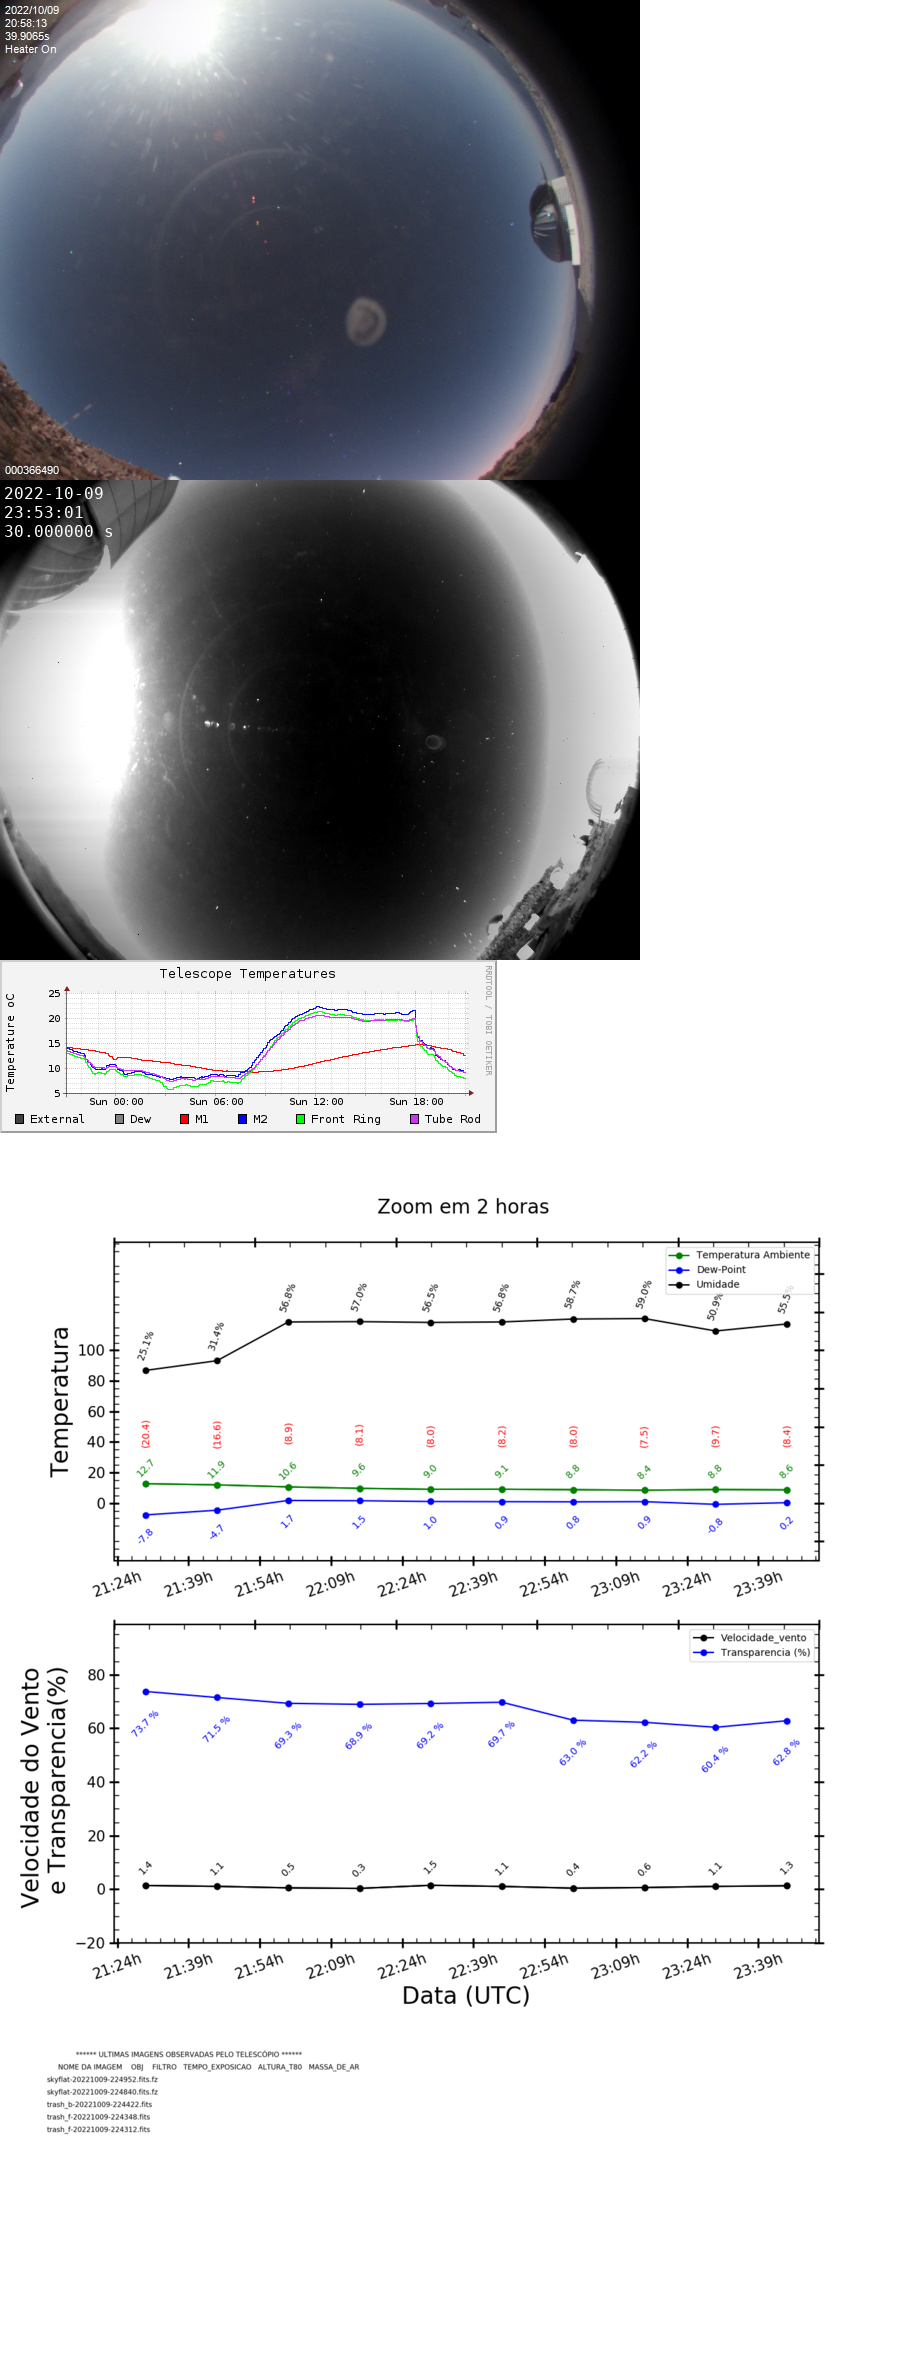 2022/10/09
20:58:13
39.9065s
Heater On
000366490
2022-10-09
23:53:01
30.000000 s
Telescope Temperatures
RRDTOOL / TOBI OETIKER
Temperature oC
25
20
15
10
5
Sun 00:00 Sun 06:00 Sun 12:00 Sun 18:00
External Dew M1 M2 Front Ring Tube Rod
Zoom em 2 horas
Temperatura Ambiente
Dew-Point
Umidade
Temperatura
100
80
60
40
20
0
25.1% 31.4% 56.8% 57.0% 56.5% 56.8% 58.7% 59.0% 50.9% 55.5%
(20.4) (16.6) (8.9) (8.1) (8.0) (8.2) (8.0) (7.5) (9.7) (8.4)
12.7 11.9 10.6 9.6 9.0 9.1 8.8 8.4 8.8 8.6
-7.8 -4.7 1.7 1.5 1.0 0.9 0.8 0.9 -0.8 0.2
21:24h 21:39h 21:54h 22:09h 22:24h 22:39h 22:54h 23:09h 23:24h 23:39h
Velocidade_vento
Transparencia (%)
Velocidade do Vento
e Transparencia(%)
80
60
40
20
0
−20
73.7 % 71.5 % 69.3 % 68.9 % 69.2 % 69.7 % 63.0 % 62.2 % 60.4 % 62.8 %
1.4 1.1 0.5 0.3 1.5 1.1 0.4 0.6 1.1 1.3
21:24h 21:39h 21:54h 22:09h 22:24h 22:39h 22:54h 23:09h 23:24h 23:39h
Data (UTC)
****** ULTIMAS IMAGENS OBSERVADAS PELO TELESCÓPIO ******
NOME DA IMAGEM OBJ FILTRO TEMPO_EXPOSICAO ALTURA_T80 MASSA_DE_AR
skyflat-20221009-224952.fits.fz
skyflat-20221009-224840.fits.fz
trash_b-20221009-224422.fits
trash_f-20221009-224348.fits
trash_f-20221009-224312.fits